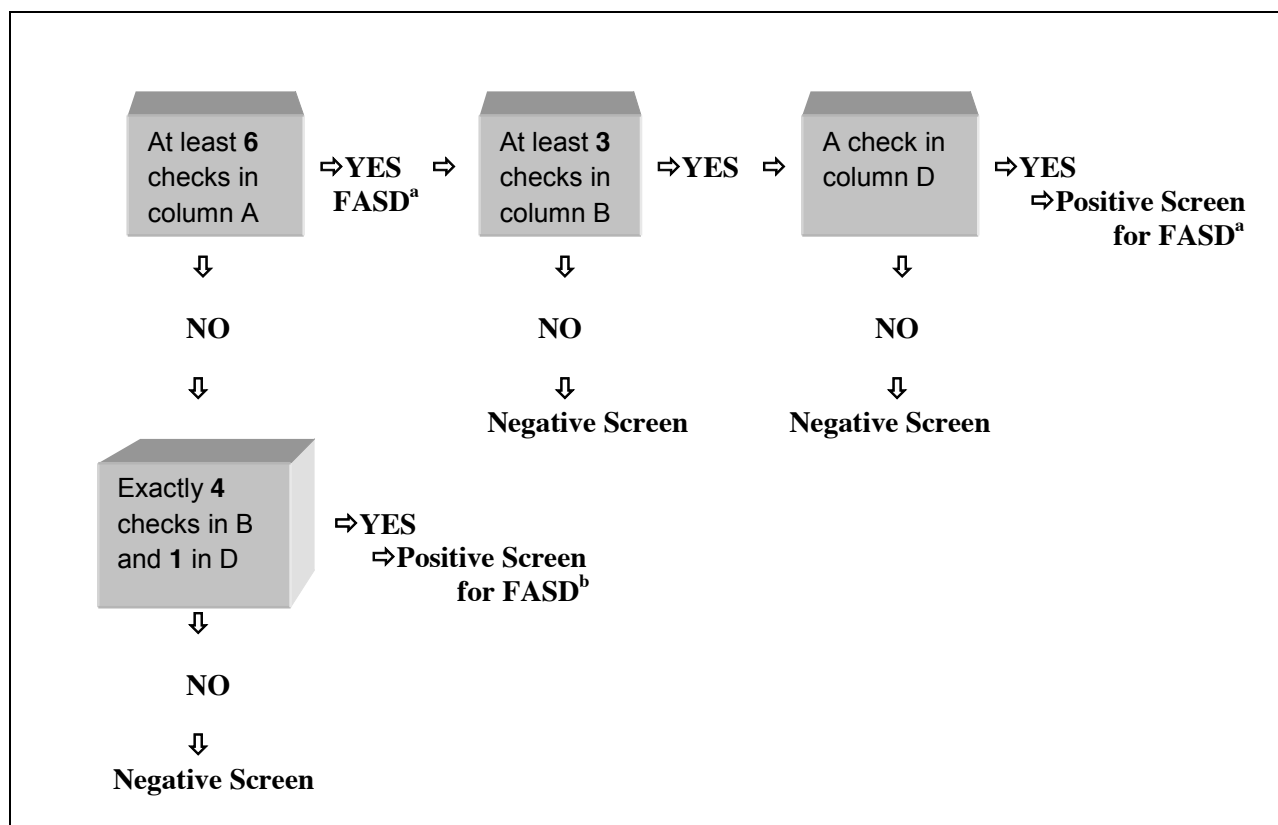 At least 6
checks in
column A
⇨YES ⇨
FASDᵃ
At least 3
checks in
column B
⇨YES ⇨
A check in
column D
⇨YES
⇨Positive Screen
for FASDᵃ
⇩ ⇩ ⇩
NO NO NO
⇩ ⇩ ⇩
Negative Screen Negative Screen
Exactly 4
checks in B
and 1 in D
⇨YES
⇨Positive Screen
for FASDᵇ
⇩
NO
⇩
Negative Screen